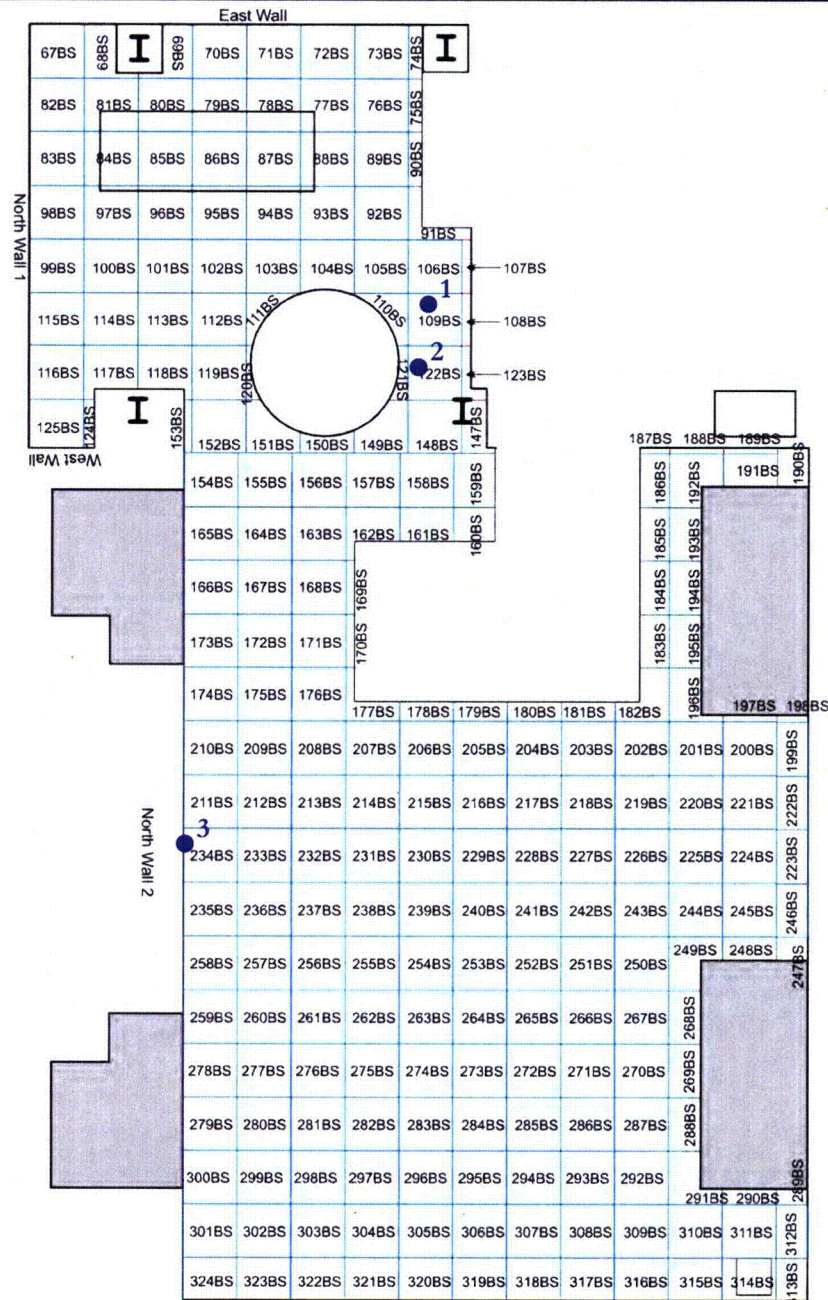 East Wall
67BS 68BS I 69BS 70BS 71BS 72BS 73BS 74BS I
82BS 81BS 80BS 79BS 78BS 77BS 76BS 75BS
83BS 84BS 85BS 86BS 87BS 88BS 89BS 90BS
North Wall 1
98BS 97BS 96BS 95BS 94BS 93BS 92BS
91BS
99BS 100BS 101BS 102BS 103BS 104BS 105BS 106BS 107BS
1
115BS 114BS 113BS 112BS 111BS 110BS 109BS 108BS
2
116BS 117BS 118BS 119BS 120BS 121BS 122BS 123BS
125BS 124BS I 153BS I 147BS
West Wall
152BS 151BS 150BS 149BS 148BS 187BS 188BS 189BS 190BS
154BS 155BS 156BS 157BS 158BS 159BS 186BS 192BS 191BS
165BS 164BS 163BS 162BS 161BS 160BS 185BS 193BS
166BS 167BS 168BS 169BS 184BS 194BS
173BS 172BS 171BS 170BS 183BS 195BS
174BS 175BS 176BS 196BS
177BS 178BS 179BS 180BS 181BS 182BS 197BS 198BS
210BS 209BS 208BS 207BS 206BS 205BS 204BS 203BS 202BS 201BS 200BS 199BS
211BS 212BS 213BS 214BS 215BS 216BS 217BS 218BS 219BS 220BS 221BS 222BS
3
North Wall 2
234BS 233BS 232BS 231BS 230BS 229BS 228BS 227BS 226BS 225BS 224BS 223BS
235BS 236BS 237BS 238BS 239BS 240BS 241BS 242BS 243BS 244BS 245BS 246BS
258BS 257BS 256BS 255BS 254BS 253BS 252BS 251BS 250BS 249BS 248BS 247BS
259BS 260BS 261BS 262BS 263BS 264BS 265BS 266BS 267BS 268BS
278BS 277BS 276BS 275BS 274BS 273BS 272BS 271BS 270BS 269BS
279BS 280BS 281BS 282BS 283BS 284BS 285BS 286BS 287BS 288BS
300BS 299BS 298BS 297BS 296BS 295BS 294BS 293BS 292BS 291BS 290BS 289BS
301BS 302BS 303BS 304BS 305BS 306BS 307BS 308BS 309BS 310BS 311BS 312BS
324BS 323BS 322BS 321BS 320BS 319BS 318BS 317BS 316BS 315BS 314BS 313BS